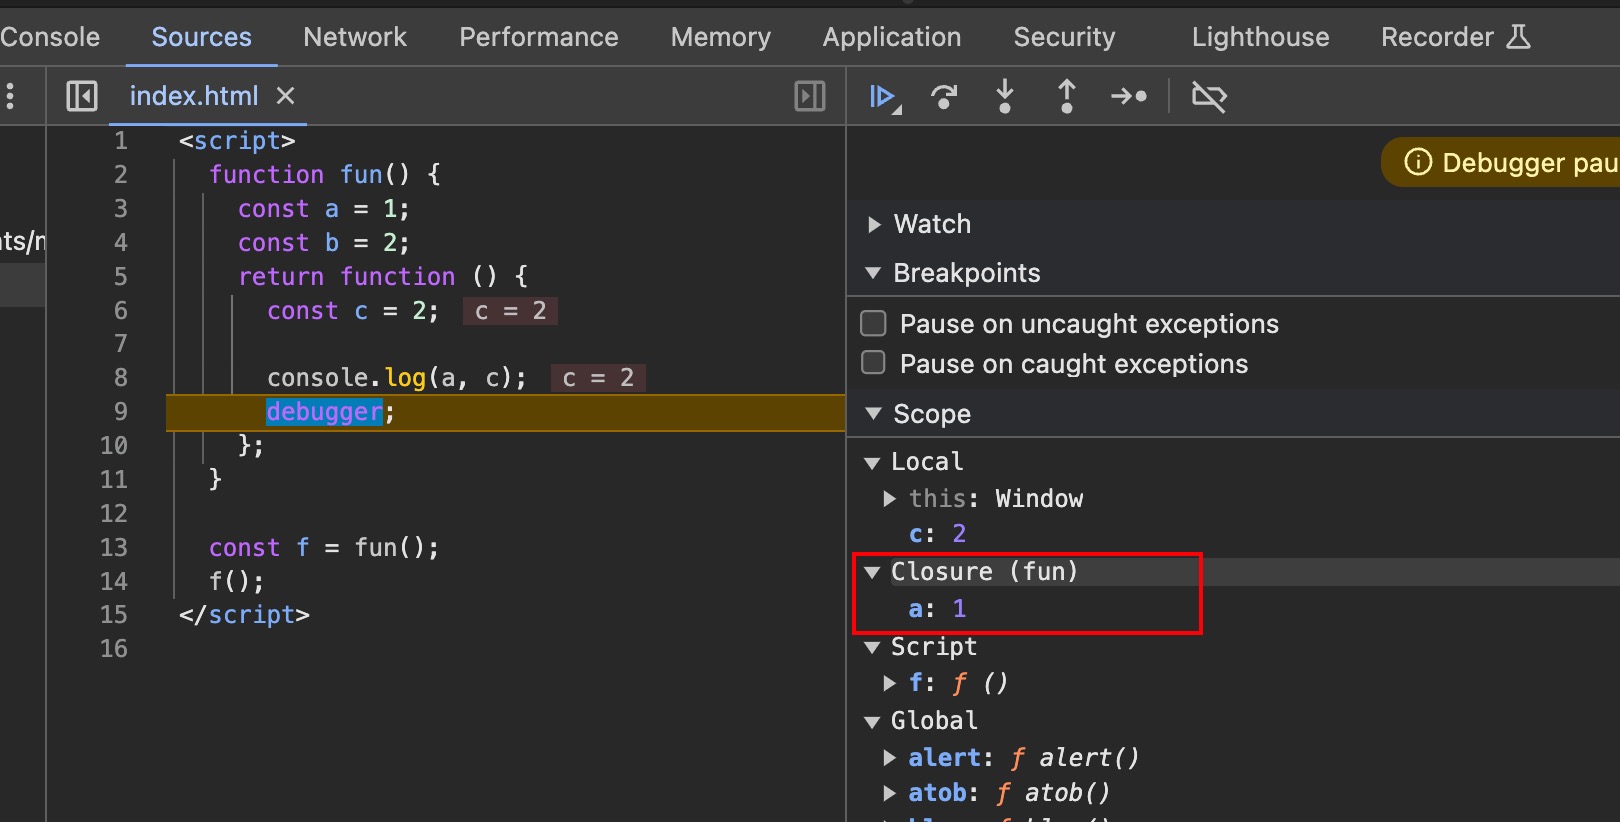 Console Sources Network Performance Memory Application Security Lighthouse Recorder
index.html
1 <script>
2 function fun() {
3 const a = 1;
4 const b = 2;
5 return function () {
6 const c = 2; c = 2
7
8 console.log(a, c); c = 2
9 debugger;
10 };
11 }
12
13 const f = fun();
14 f();
15 </script>
16
Debugger pau
Watch
Breakpoints
Pause on uncaught exceptions
Pause on caught exceptions
Scope
Local
this: Window
c: 2
Closure (fun)
a: 1
Script
f: ƒ ()
Global
alert: ƒ alert()
atob: ƒ atob()